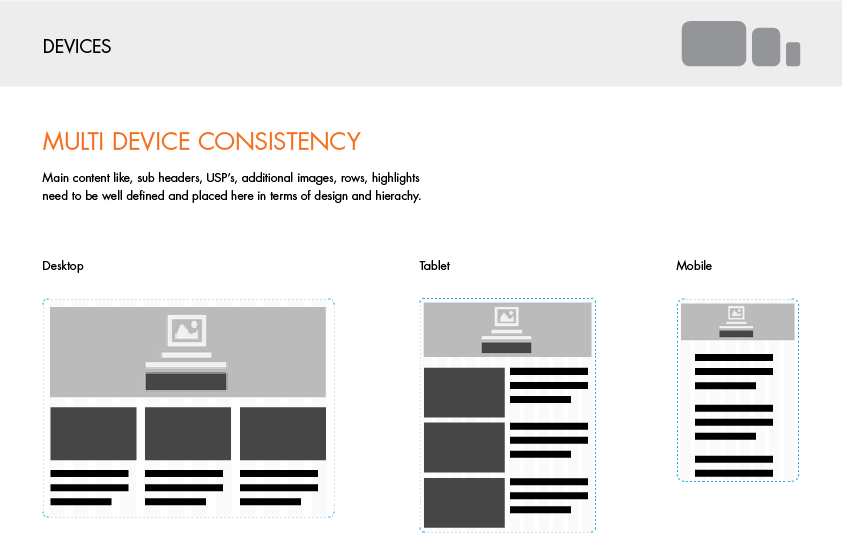 DEVICES
MULTI DEVICE CONSISTENCY
Main content like, sub headers, USP's, additional images, rows, highlights
need to be well defined and placed here in terms of design and hierachy.
Desktop
Tablet
Mobile